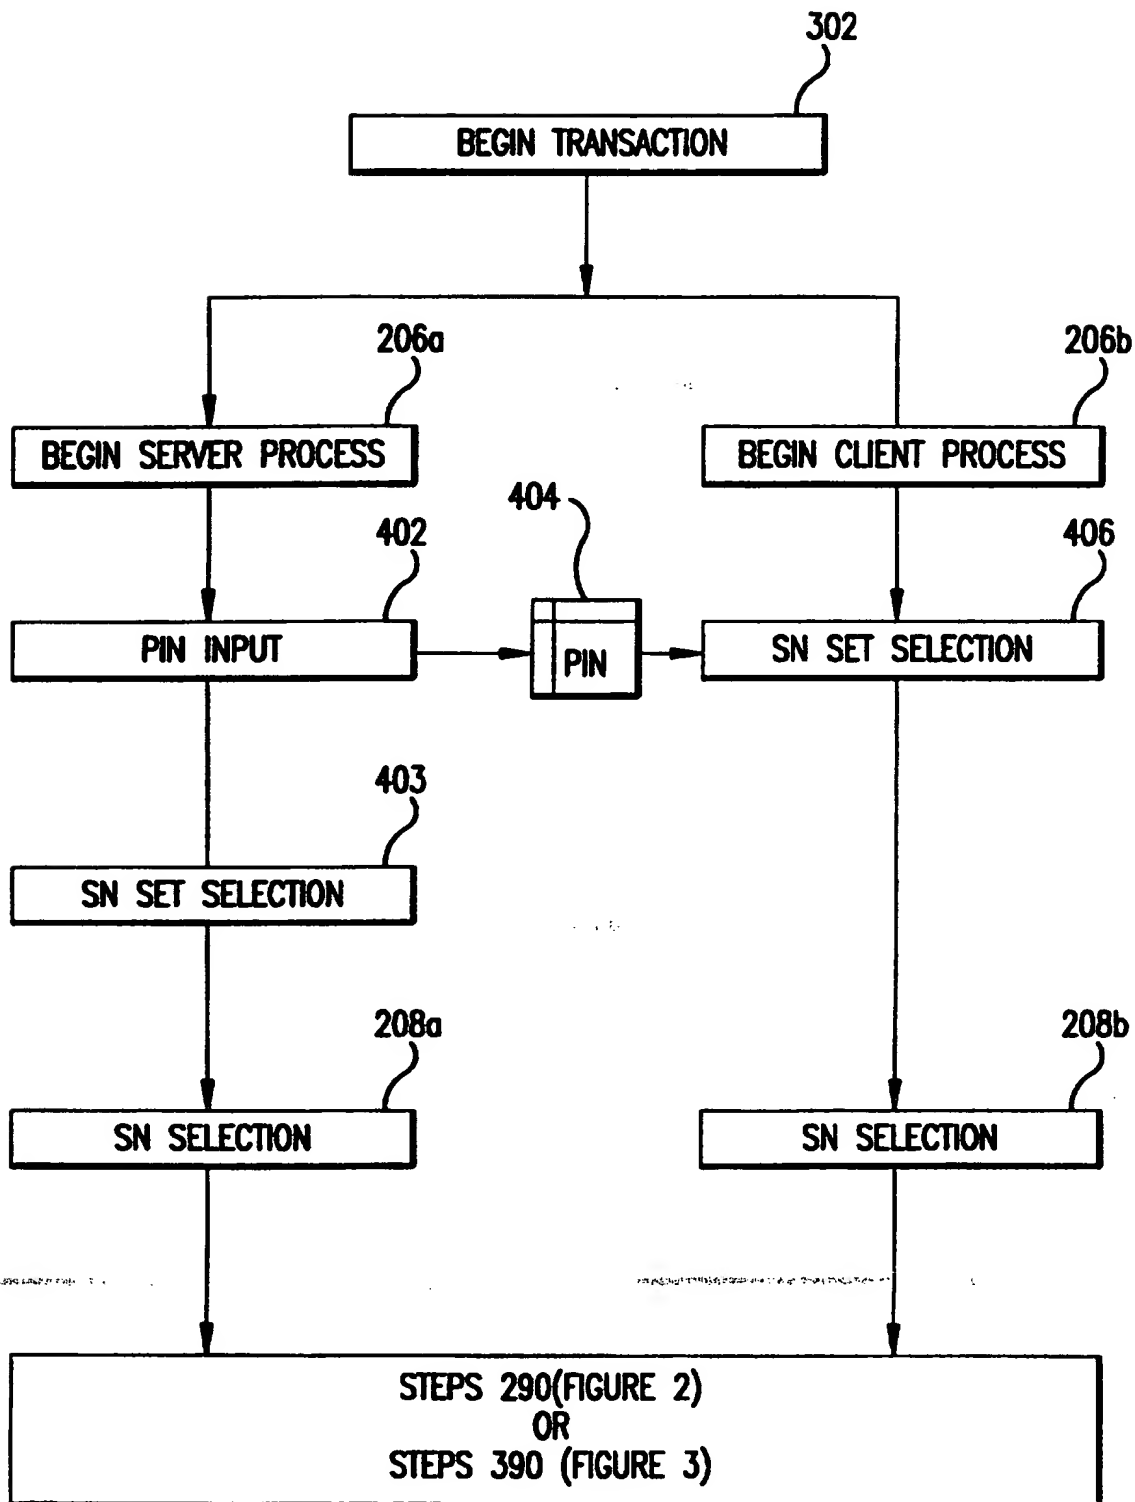 302
BEGIN TRANSACTION
206a
206b
BEGIN SERVER PROCESS
BEGIN CLIENT PROCESS
404
402
406
PIN INPUT
PIN
SN SET SELECTION
403
SN SET SELECTION
208a
208b
SN SELECTION
SN SELECTION
STEPS 290(FIGURE 2)
OR
STEPS 390 (FIGURE 3)